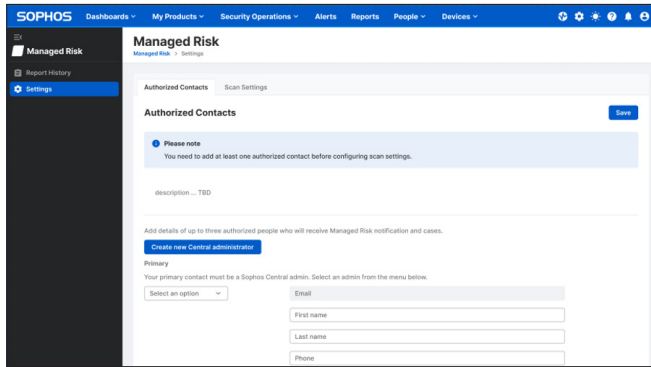 SOPHOS Dashboards My Products Security Operations Alerts Reports People Devices
Managed Risk
Managed Risk
Managed Risk > Settings
Report History
Settings
Authorized Contacts Scan Settings
Authorized Contacts
Save
Please note
You need to add at least one authorized contact before configuring scan settings.
description ... TBD
Add details of up to three authorized people who will receive Managed Risk notification and cases.
Create new Central administrator
Primary
Your primary contact must be a Sophos Central admin. Select an admin from the menu below.
Select an option Email
First name
Last name
Phone